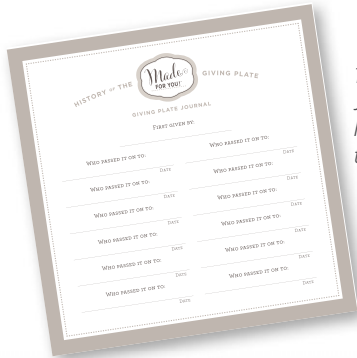 HISTORY OF THE
Made
FOR YOU!
GIVING PLATE
GIVING PLATE JOURNAL
First given by:
Who passed it on to: Who passed it on to:
Date Date
Who passed it on to: Who passed it on to:
Date Date
Who passed it on to: Who passed it on to:
Date Date
Who passed it on to: Who passed it on to:
Date Date
Who passed it on to: Who passed it on to:
Date Date
Who passed it on to: Who passed it on to:
Date Date